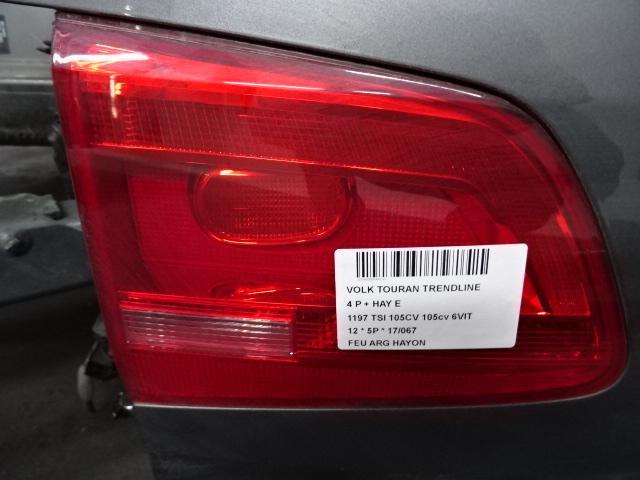 VOLK TOURAN TRENDLINE
4 P + HAY E
1197 TSI 105CV 105cv 6VIT
12 * 5P * 17/067
FEU ARG HAYON